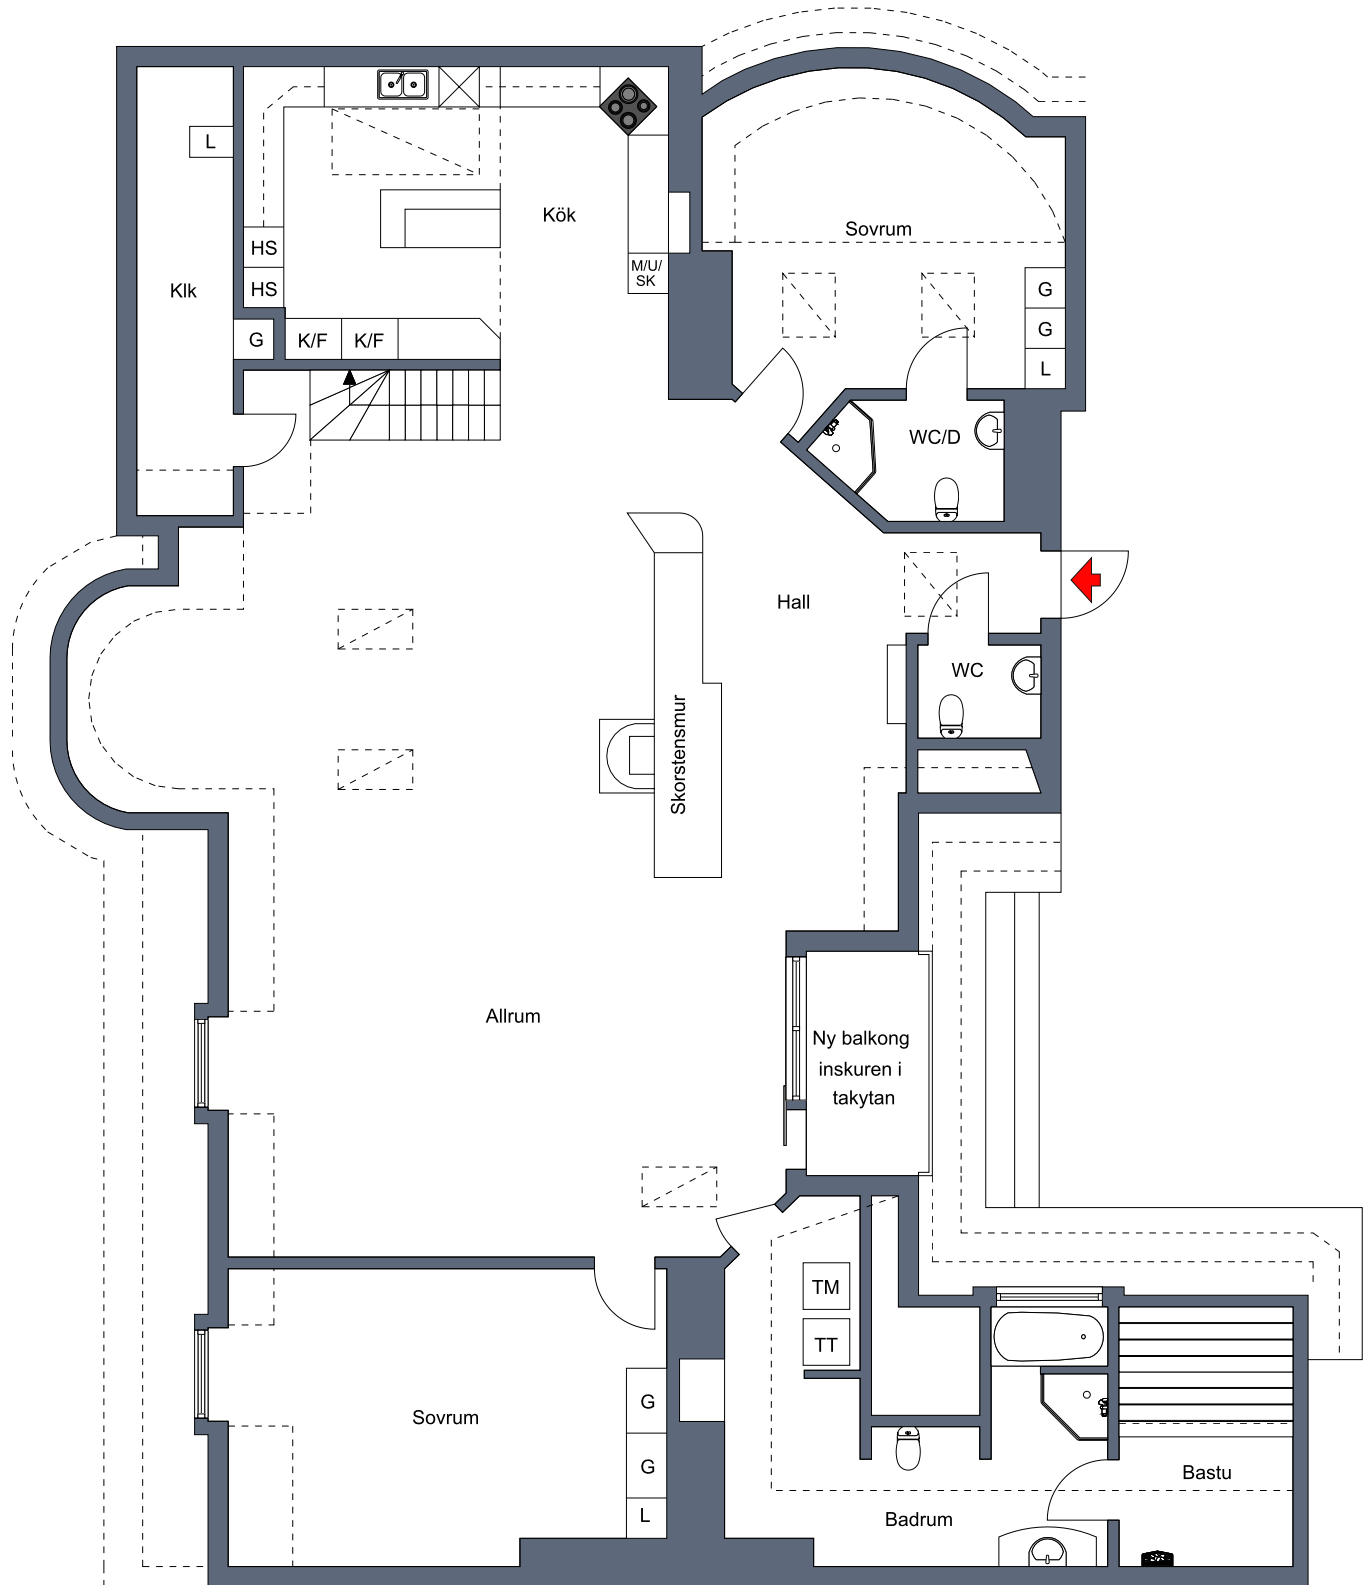 L
Kök
Sovrum
HS
M/U/
SK
Klk
HS
G
G
G
K/F
K/F
L
WC/D
Hall
WC
Skorstensmur
Allrum
Ny balkong
inskuren i
takytan
TM
TT
G
Sovrum
G
Bastu
L
Badrum